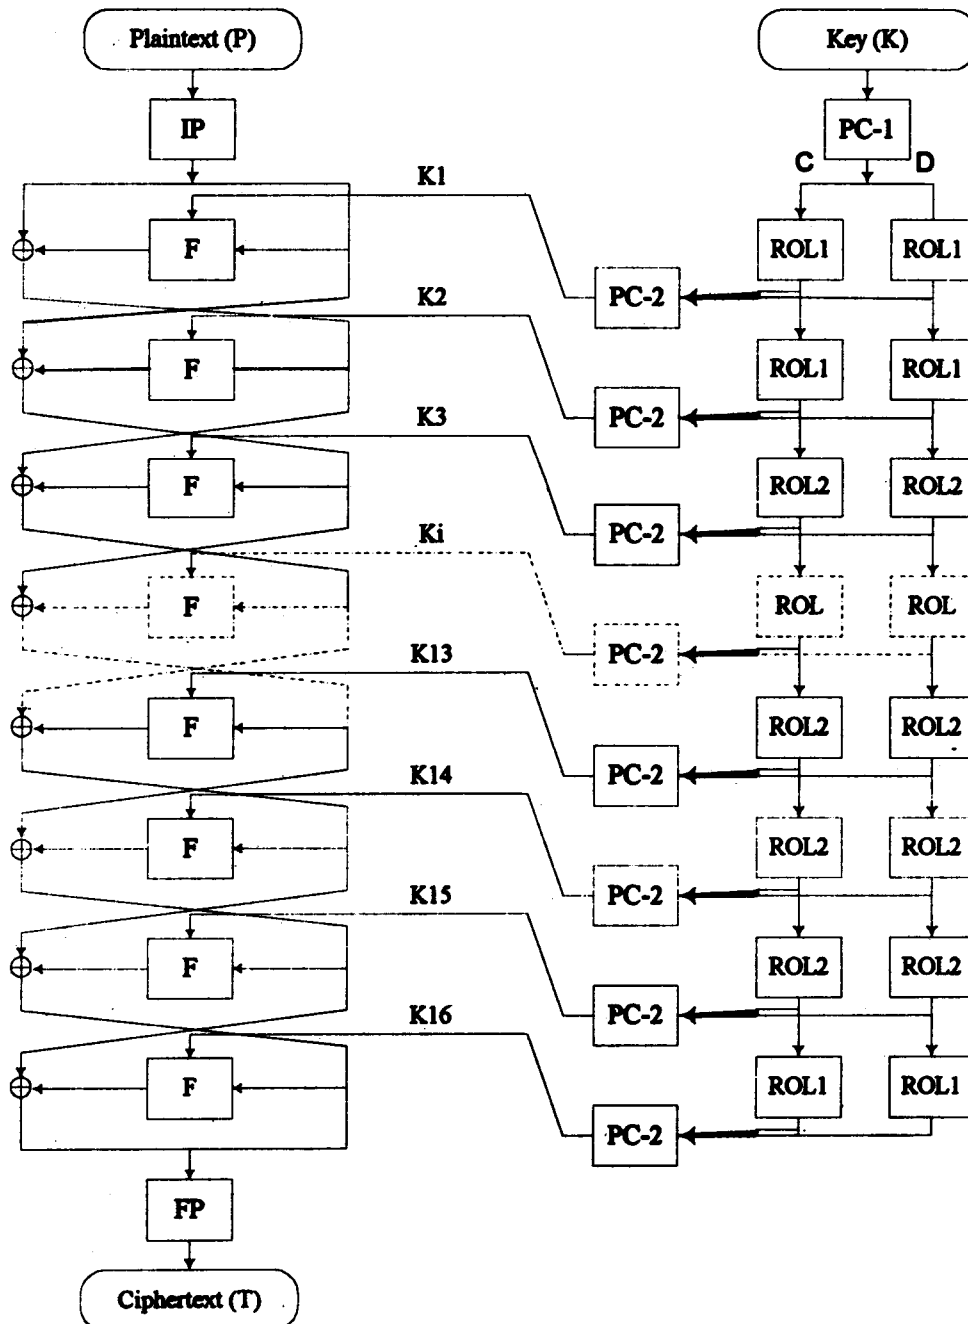 Plaintext (P)
Key (K)
IP
PC-1
C
D
K1
F
ROL1
ROL1
PC-2
K2
F
ROL1
ROL1
PC-2
K3
F
ROL2
ROL2
PC-2
Ki
F
ROL
ROL
PC-2
K13
F
ROL2
ROL2
PC-2
K14
F
ROL2
ROL2
PC-2
K15
F
ROL2
ROL2
PC-2
K16
F
ROL1
ROL1
PC-2
FP
Ciphertext (T)